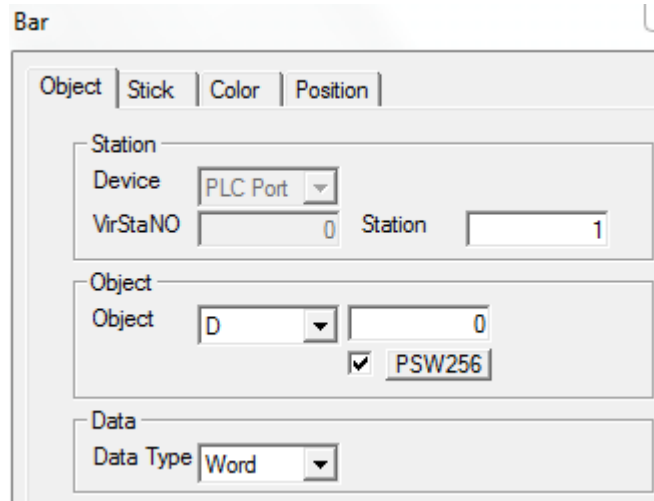 Bar
Object Stick Color Position
Station
Device PLC Port
VirStaNO 0 Station 1
Object
Object D 0
PSW256
Data
Data Type Word